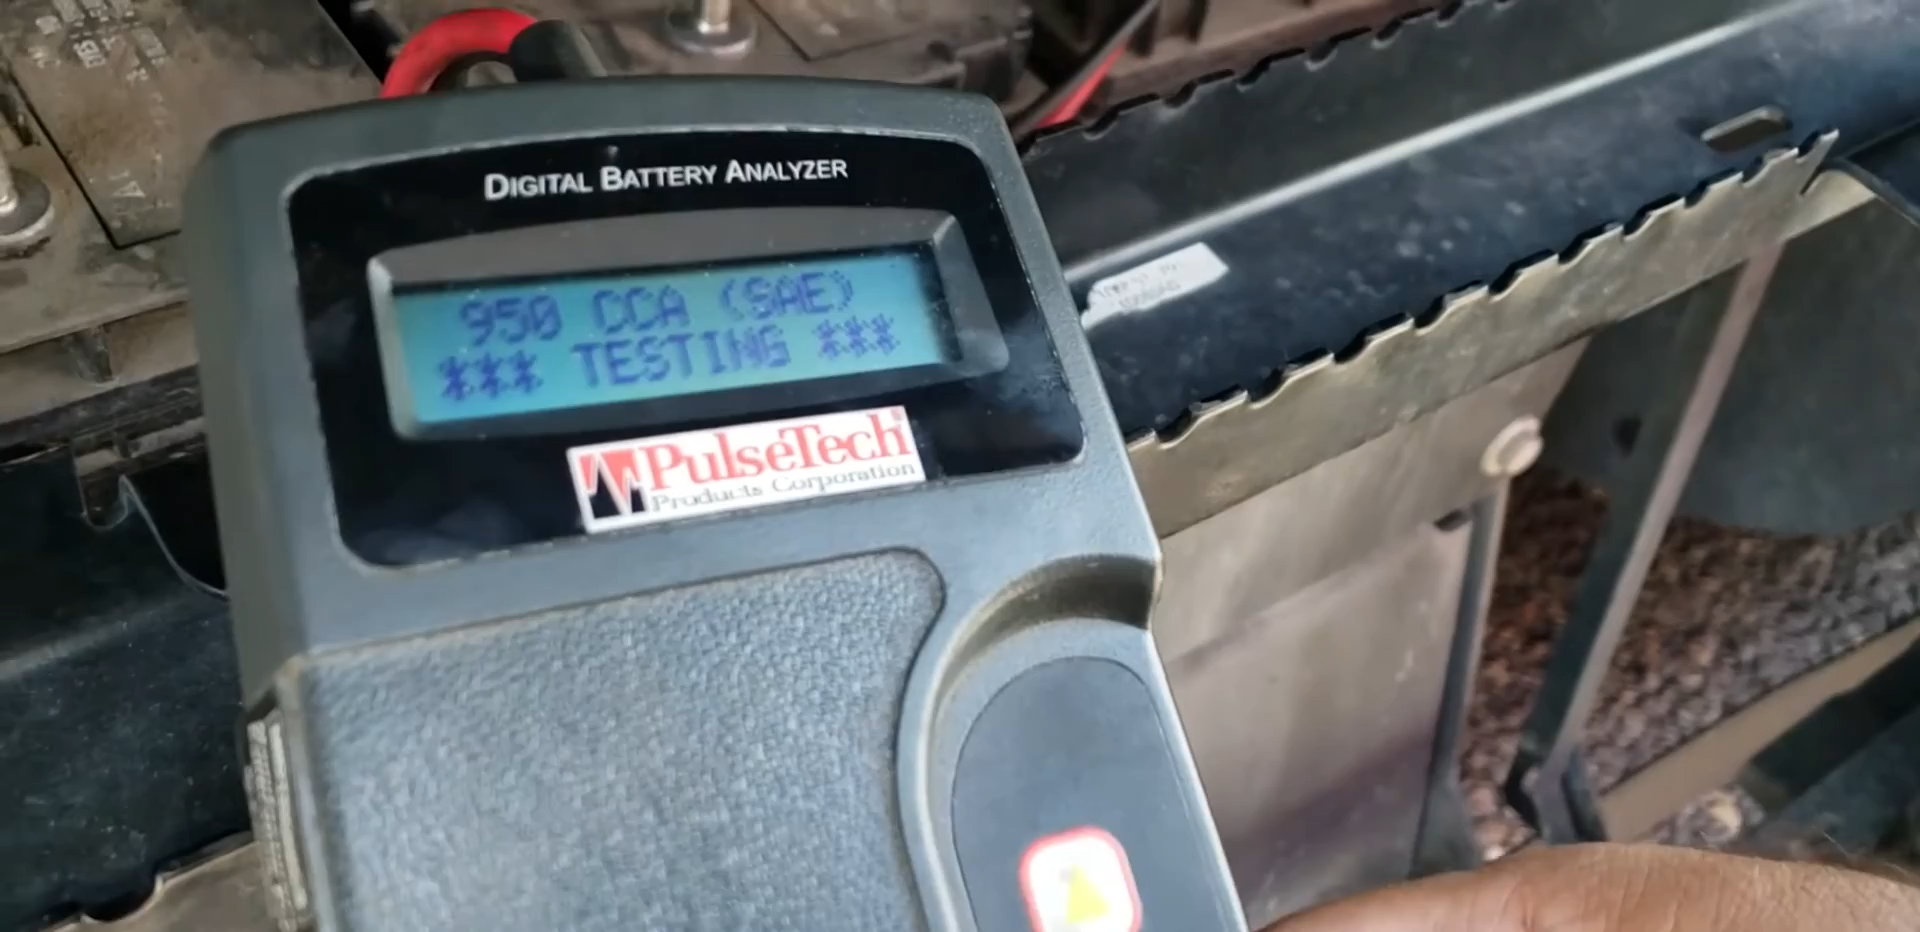 DIGITAL BATTERY ANALYZER
950 CCA (SAE)
*** TESTING ***
PulseTech®
Products Corporation